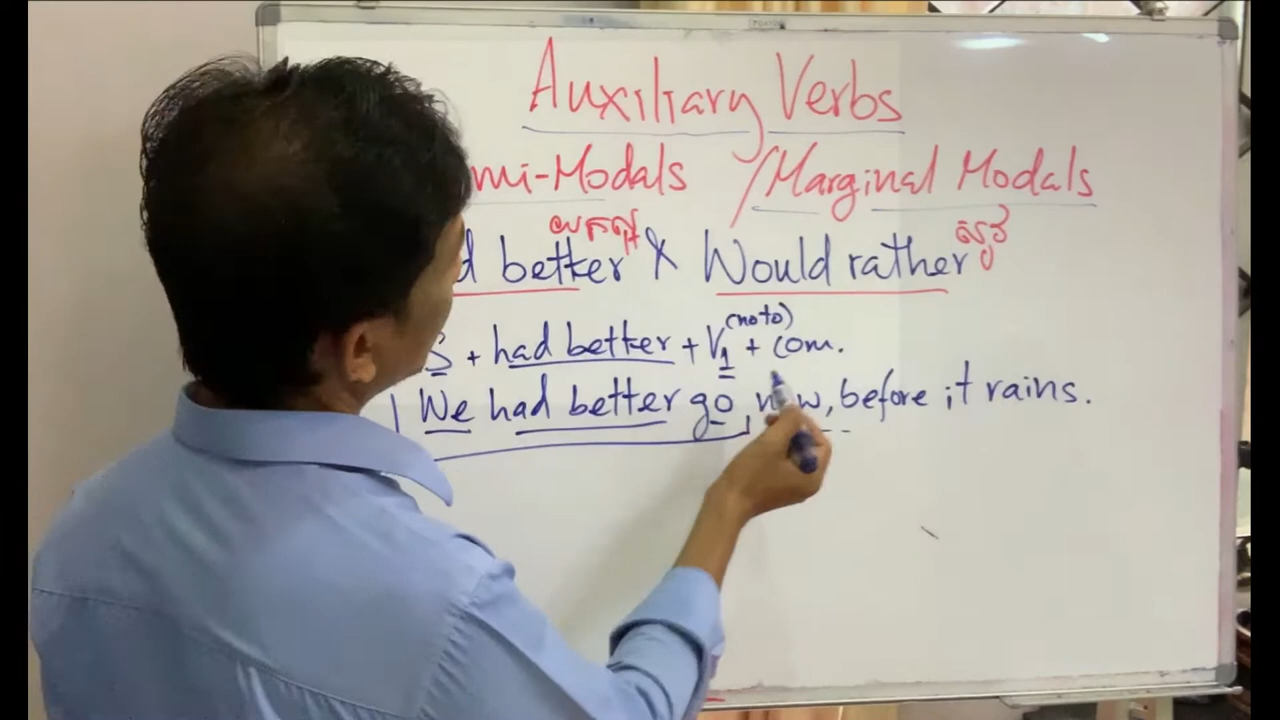 Auxiliary Verbs
mi-Modals / Marginal Modals
d better X Would rather
S + had better + V1 (no to) + com.
We had better go now, before it rains.